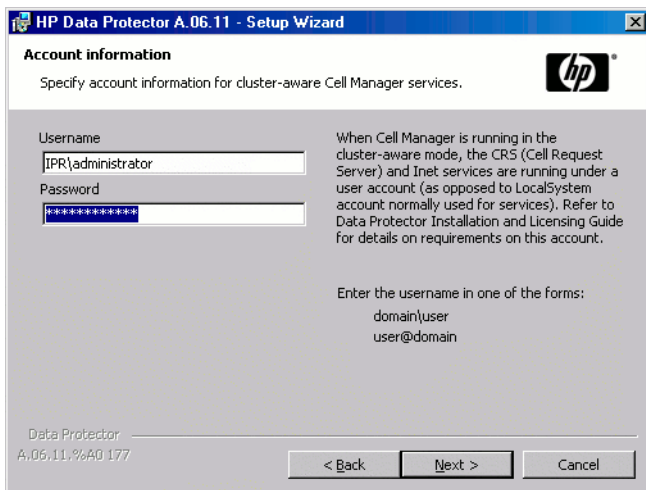 HP Data Protector A.06.11 - Setup Wizard
Account information
Specify account information for cluster-aware Cell Manager services.
hp
Username
IPR\administrator
Password
************
When Cell Manager is running in the
cluster-aware mode, the CRS (Cell Request
Server) and Inet services are running under a
user account (as opposed to LocalSystem
account normally used for services). Refer to
Data Protector Installation and Licensing Guide
for details on requirements on this account.
Enter the username in one of the forms:
domain\user
user@domain
Data Protector
A.06.11.%A0 177
< Back
Next >
Cancel